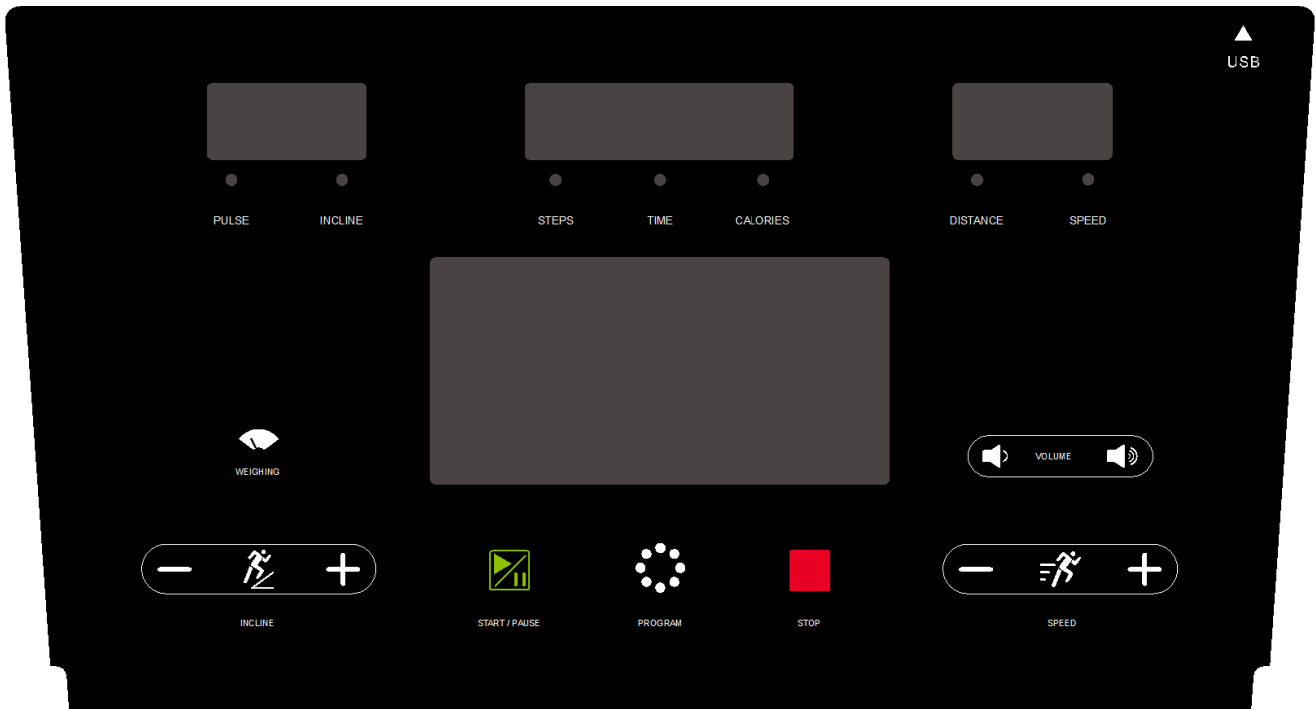 USB
PULSE
INCLINE
STEPS
TIME
CALORIES
DISTANCE
SPEED
WEIGHING
VOLUME
INCLINE
START / PAUSE
PROGRAM
STOP
SPEED